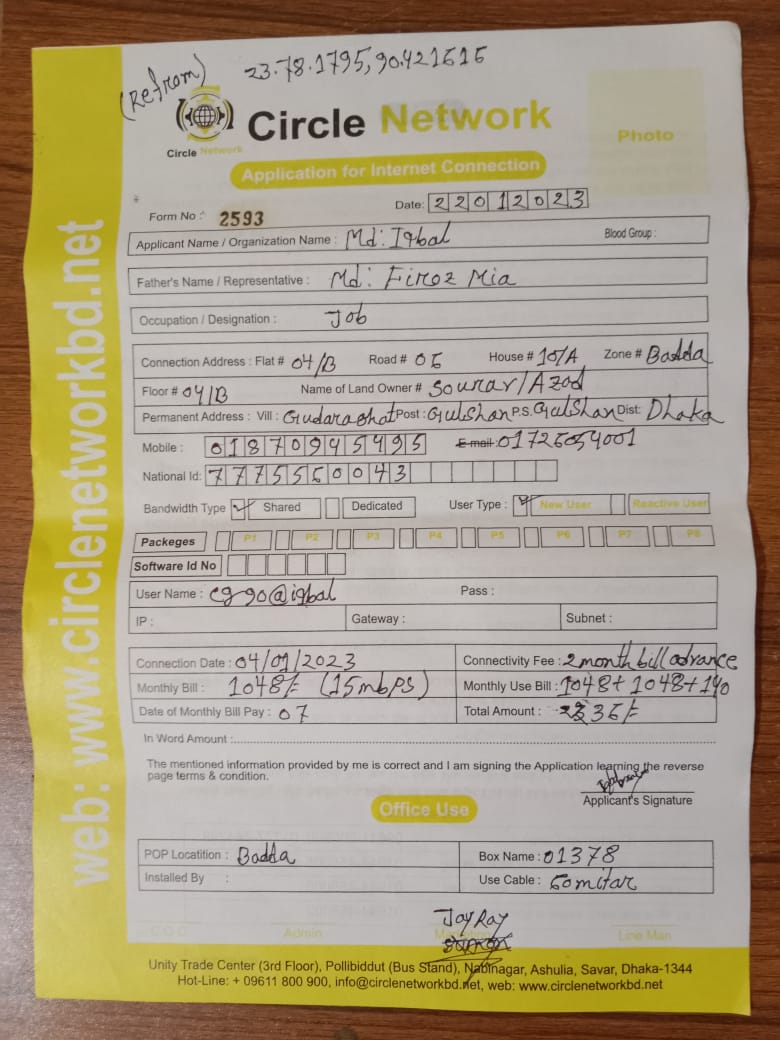 (Refrom) 23.78.1795, 90.421616
Circle Network
Circle Network
Photo
Application for Internet Connection
Date: 22012023
Form No : 2593
Applicant Name / Organization Name : Md: Iqbal Blood Group :
Father's Name / Representative : Md: Firoz Mia
Occupation / Designation : Job
Connection Address : Flat # 04/B Road # 06 House # 10/A Zone # Badda
Floor # 04/B Name of Land Owner # Sourav/Azad
Permanent Address : Vill : Gudaraghat Post : Gulshan P.S. Gulshan Dist: Dhaka
Mobile : 01870945495 E-mail : 01726054001
National Id: 7775560043
Bandwidth Type Shared Dedicated User Type : New User Reactive User
Packeges P1 P2 P3 P4 P5 P6 P7 P8
Software Id No
User Name : cg90@iqbal Pass :
IP : Gateway : Subnet :
Connection Date : 04/01/2023 Connectivity Fee : 2 month bill advance
Monthly Bill : 1048/- (15mbps) Monthly Use Bill : 1048+1048+140
Date of Monthly Bill Pay : 07 Total Amount : 2236/-
In Word Amount :
The mentioned information provided by me is correct and I am signing the Application learning the reverse
page terms & condition.
Applicant's Signature
Office Use
POP Locatition : Badda Box Name : 01378
Installed By : Use Cable : 60mitar
Joy Ray
C O C Admin Line Man
Unity Trade Center (3rd Floor), Pollibiddut (Bus Stand), Nabinagar, Ashulia, Savar, Dhaka-1344
Hot-Line: + 09611 800 900, info@circlenetworkbd.net, web: www.circlenetworkbd.net
web: www.circlenetworkbd.net